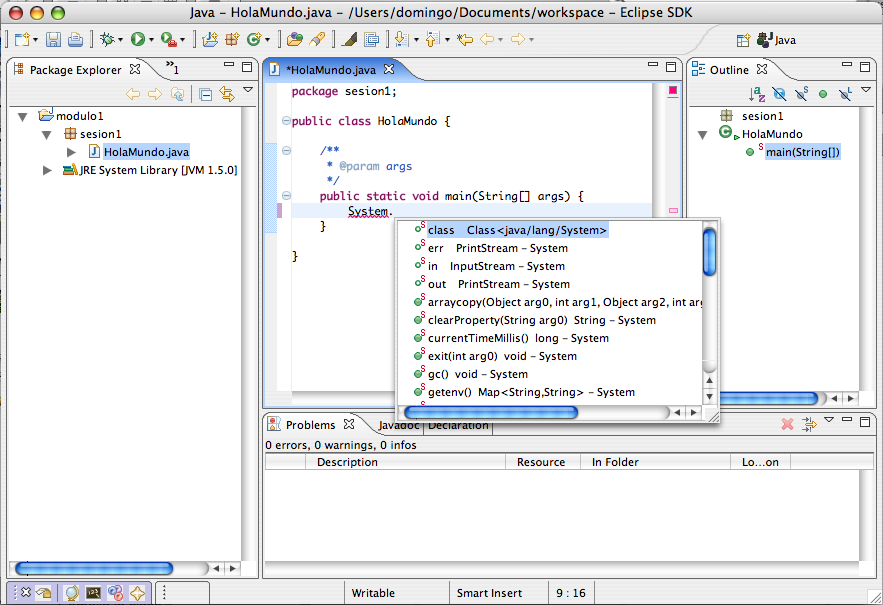 Java – HolaMundo.java – /Users/domingo/Documents/workspace – Eclipse SDK
Java
Package Explorer
»1
modulo1
sesion1
HolaMundo.java
JRE System Library [JVM 1.5.0]
*HolaMundo.java
package sesion1;
public class HolaMundo {
/**
* @param args
*/
public static void main(String[] args) {
System.
}
}
class Class<java/lang/System>
err PrintStream – System
in InputStream – System
out PrintStream – System
arraycopy(Object arg0, int arg1, Object arg2, int arg
clearProperty(String arg0) String – System
currentTimeMillis() long – System
exit(int arg0) void – System
gc() void – System
getenv() Map<String,String> – System
Outline
sesion1
HolaMundo
main(String[])
Problems Javadoc Declaration
0 errors, 0 warnings, 0 infos
Description Resource In Folder Lo...on
Writable Smart Insert 9 : 16